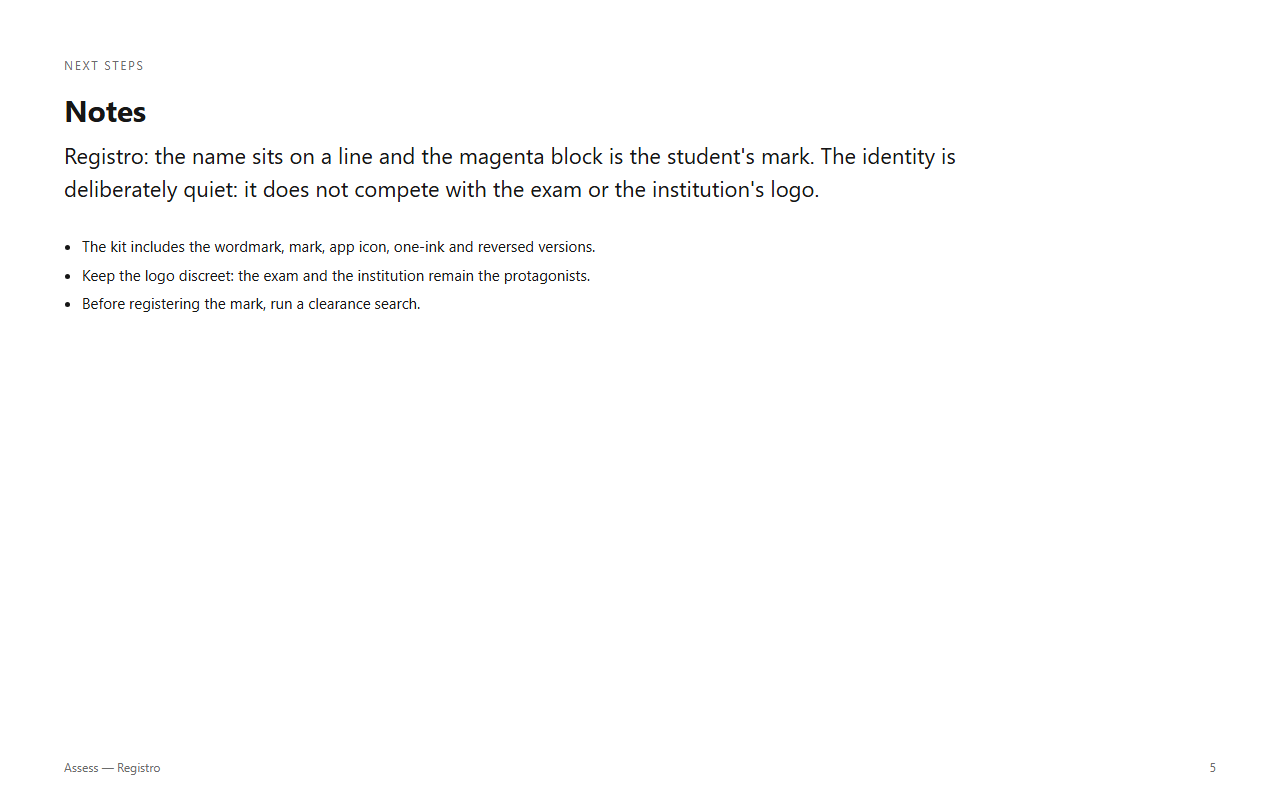 NEXT STEPS
Notes
Registro: the name sits on a line and the magenta block is the student's mark. The identity is
deliberately quiet: it does not compete with the exam or the institution's logo.
• The kit includes the wordmark, mark, app icon, one-ink and reversed versions.
• Keep the logo discreet: the exam and the institution remain the protagonists.
• Before registering the mark, run a clearance search.
Assess — Registro
5